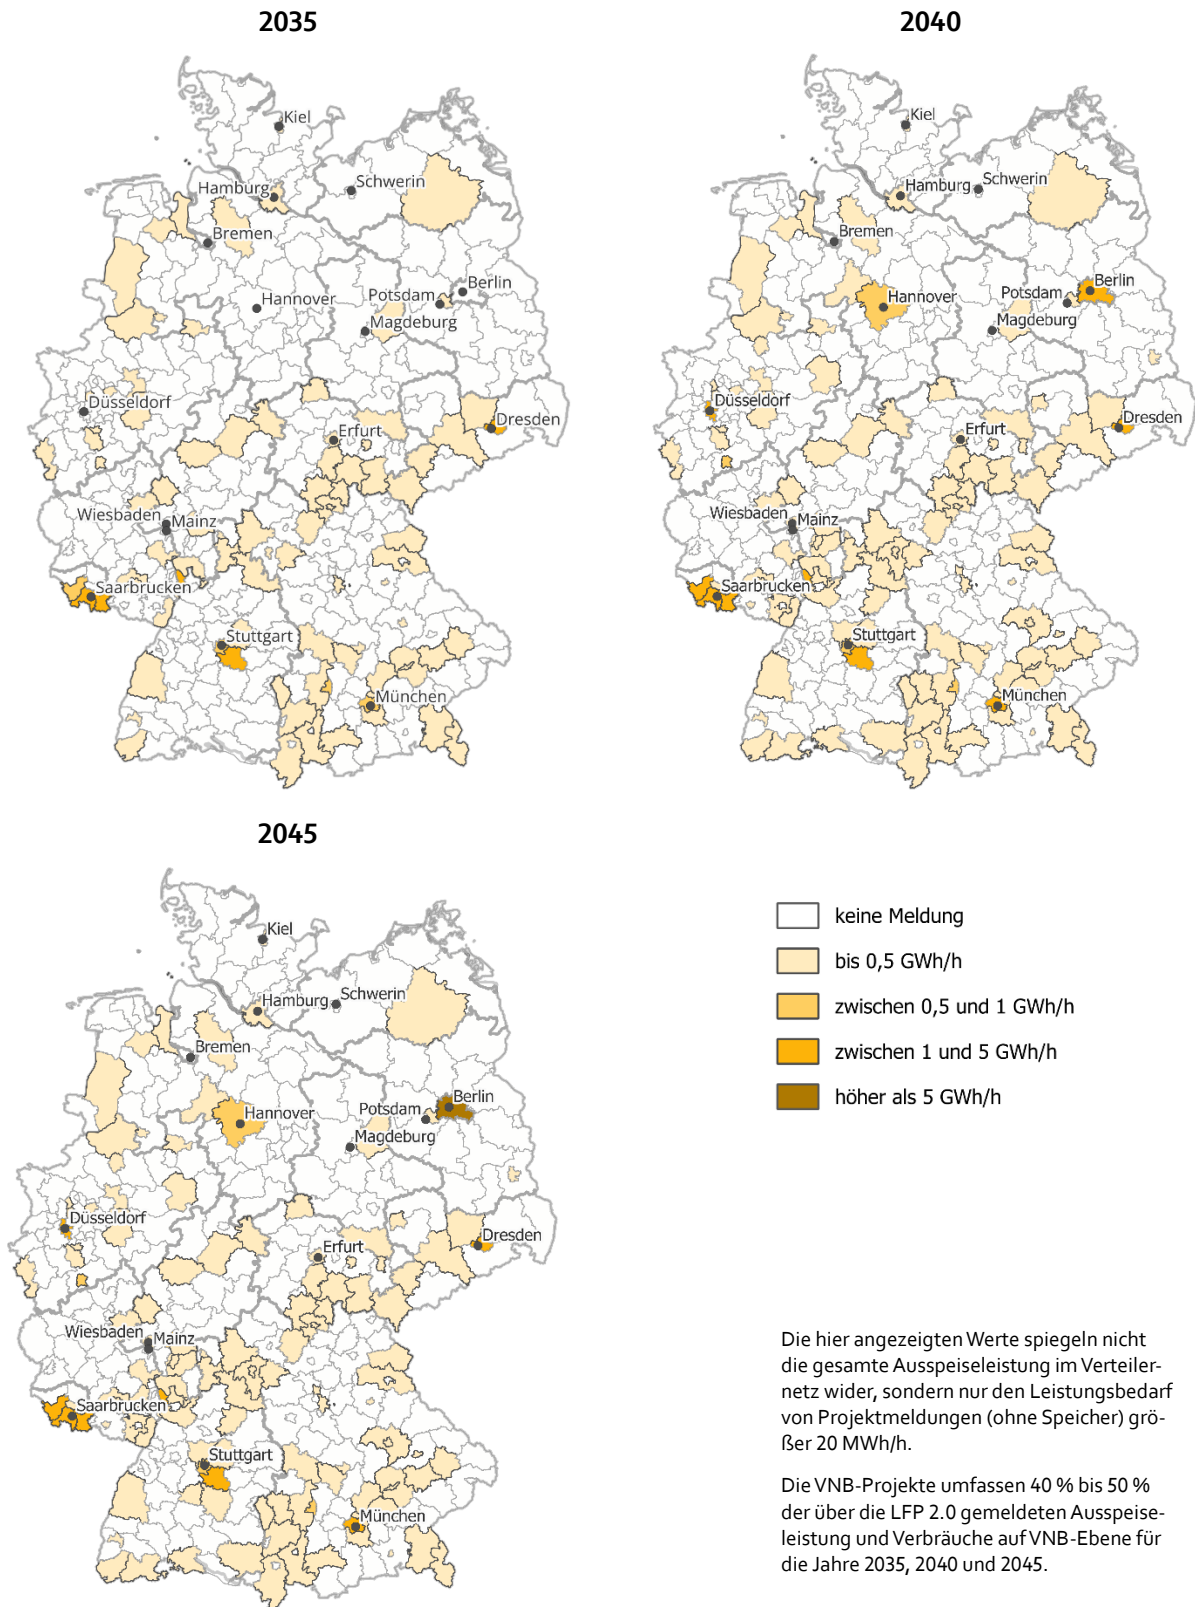 2035
2040
Kiel
Hamburg
Schwerin
Bremen
Berlin
Potsdam
Hannover
Magdeburg
Düsseldorf
Erfurt
Dresden
Wiesbaden
Mainz
Saarbrucken
Stuttgart
München
Kiel
Hamburg
Schwerin
Bremen
Berlin
Potsdam
Hannover
Magdeburg
Düsseldorf
Erfurt
Dresden
Wiesbaden
Mainz
Saarbrucken
Stuttgart
München
2045
Kiel
Hamburg
Schwerin
Bremen
Berlin
Potsdam
Hannover
Magdeburg
Düsseldorf
Erfurt
Dresden
Wiesbaden
Mainz
Saarbrucken
Stuttgart
München
keine Meldung
bis 0,5 GWh/h
zwischen 0,5 und 1 GWh/h
zwischen 1 und 5 GWh/h
höher als 5 GWh/h
Die hier angezeigten Werte spiegeln nicht
die gesamte Ausspeiseleistung im Verteiler-
netz wider, sondern nur den Leistungsbedarf
von Projektmeldungen (ohne Speicher) grö-
ßer 20 MWh/h.
Die VNB-Projekte umfassen 40 % bis 50 %
der über die LFP 2.0 gemeldeten Ausspeise-
leistung und Verbräuche auf VNB-Ebene für
die Jahre 2035, 2040 und 2045.